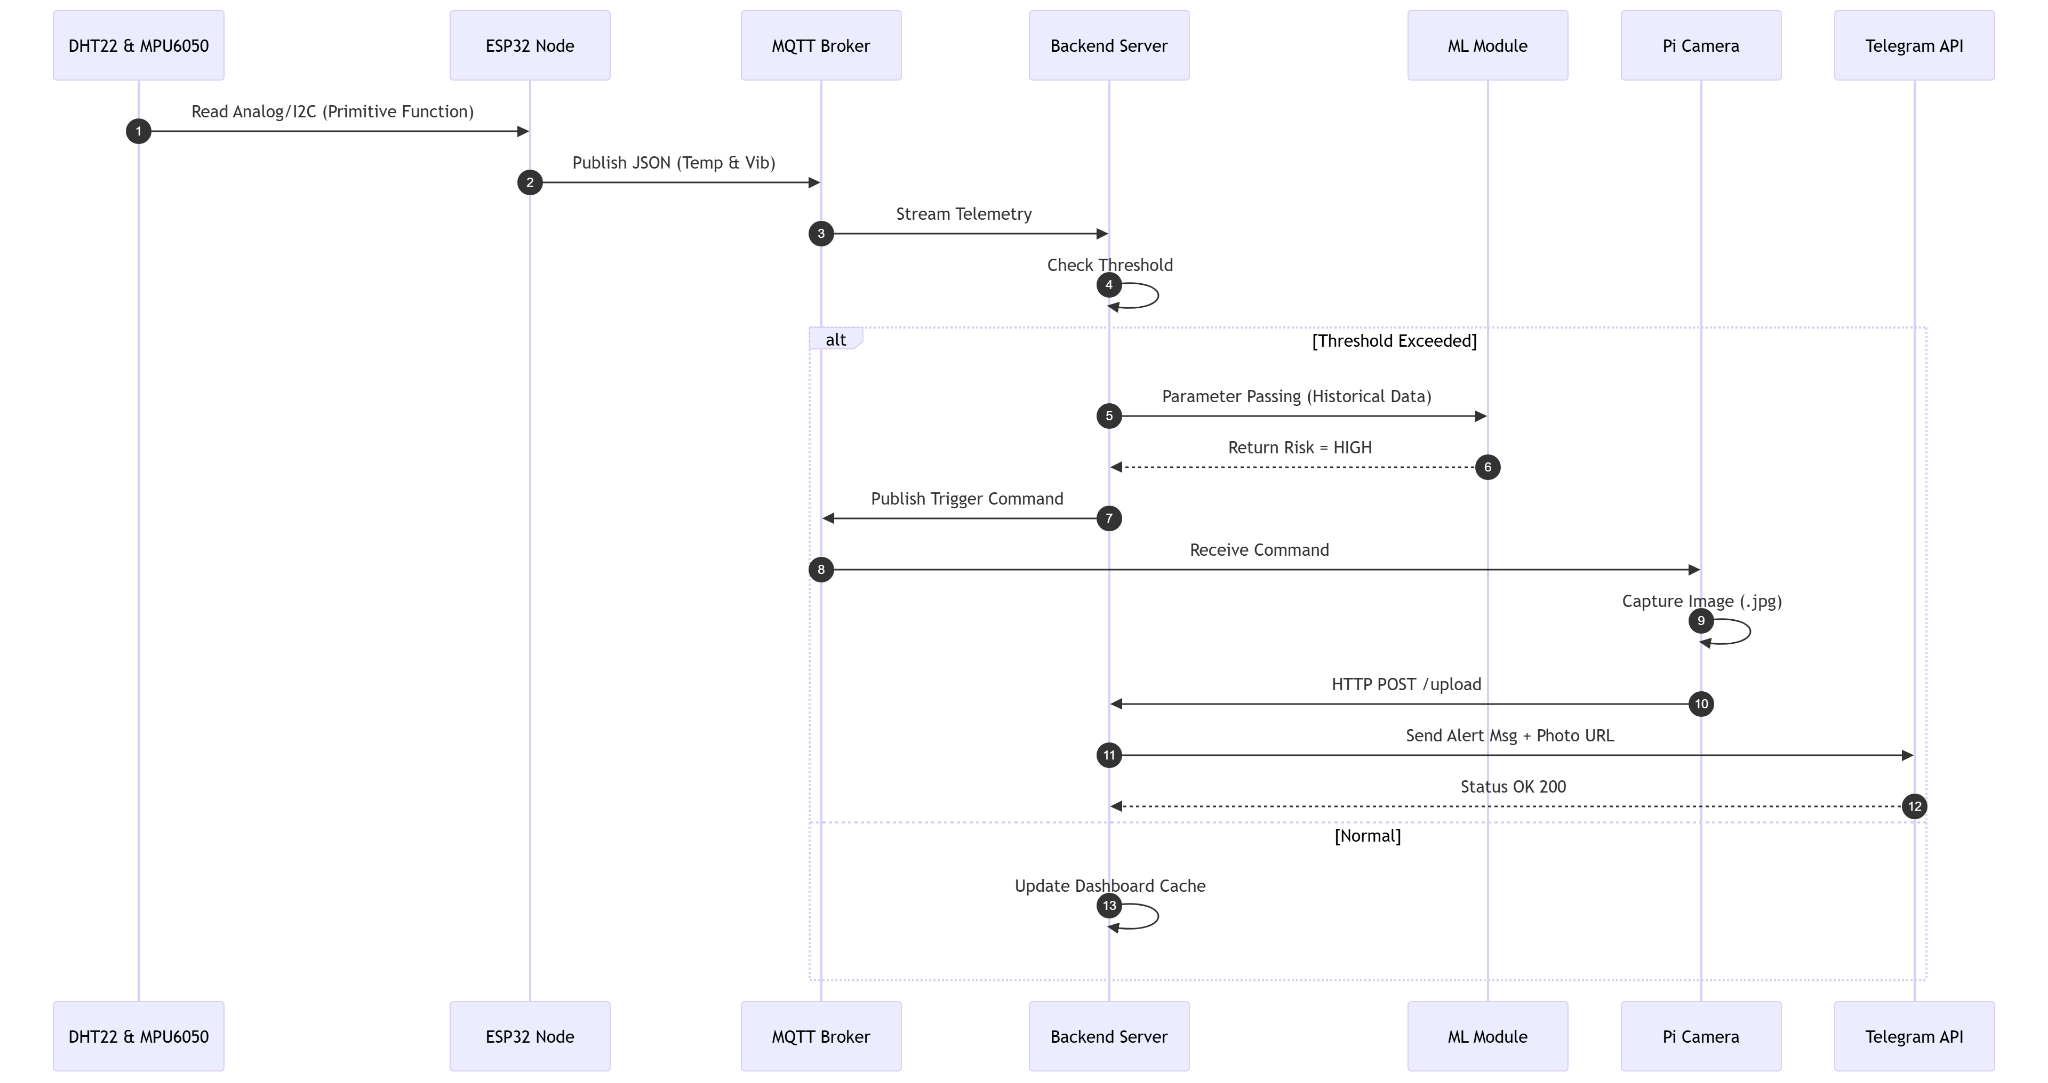 DHT22 & MPU6050
ESP32 Node
MQTT Broker
Backend Server
ML Module
Pi Camera
Telegram API
Read Analog/I2C (Primitive Function)
1
Publish JSON (Temp & Vib)
2
Stream Telemetry
3
Check Threshold
4
alt
[Threshold Exceeded]
Parameter Passing (Historical Data)
5
Return Risk = HIGH
6
Publish Trigger Command
7
Receive Command
8
Capture Image (.jpg)
9
HTTP POST /upload
10
Send Alert Msg + Photo URL
11
Status OK 200
12
[Normal]
Update Dashboard Cache
13
DHT22 & MPU6050
ESP32 Node
MQTT Broker
Backend Server
ML Module
Pi Camera
Telegram API